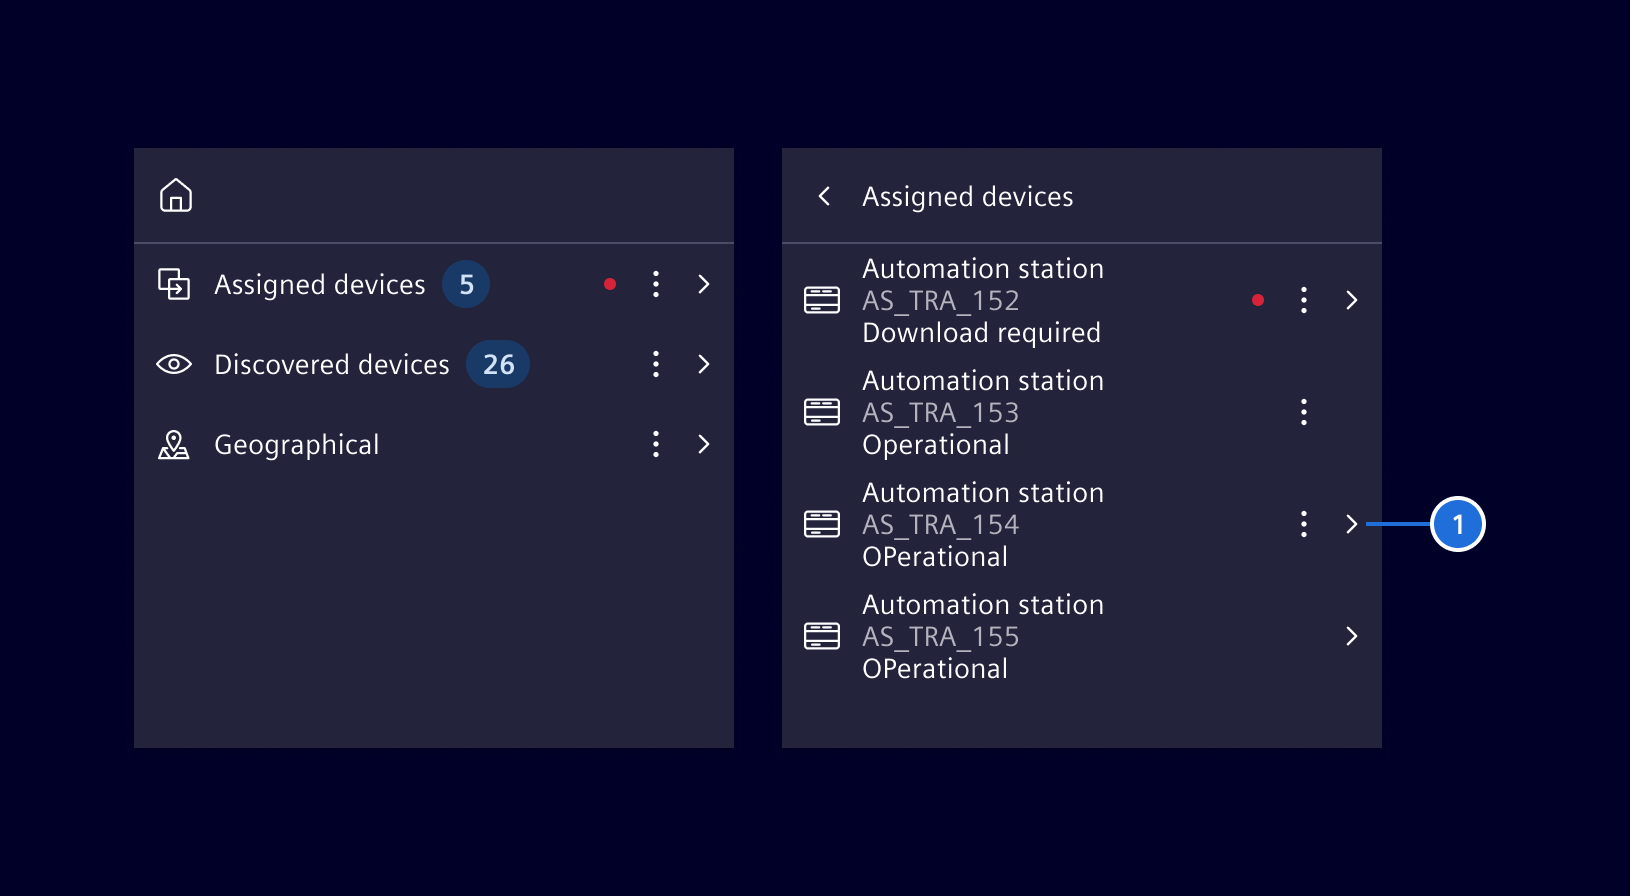 Assigned devices 5
Discovered devices 26
Geographical
Assigned devices
Automation station
AS_TRA_152
Download required
Automation station
AS_TRA_153
Operational
Automation station
AS_TRA_154
OPerational
1
Automation station
AS_TRA_155
OPerational